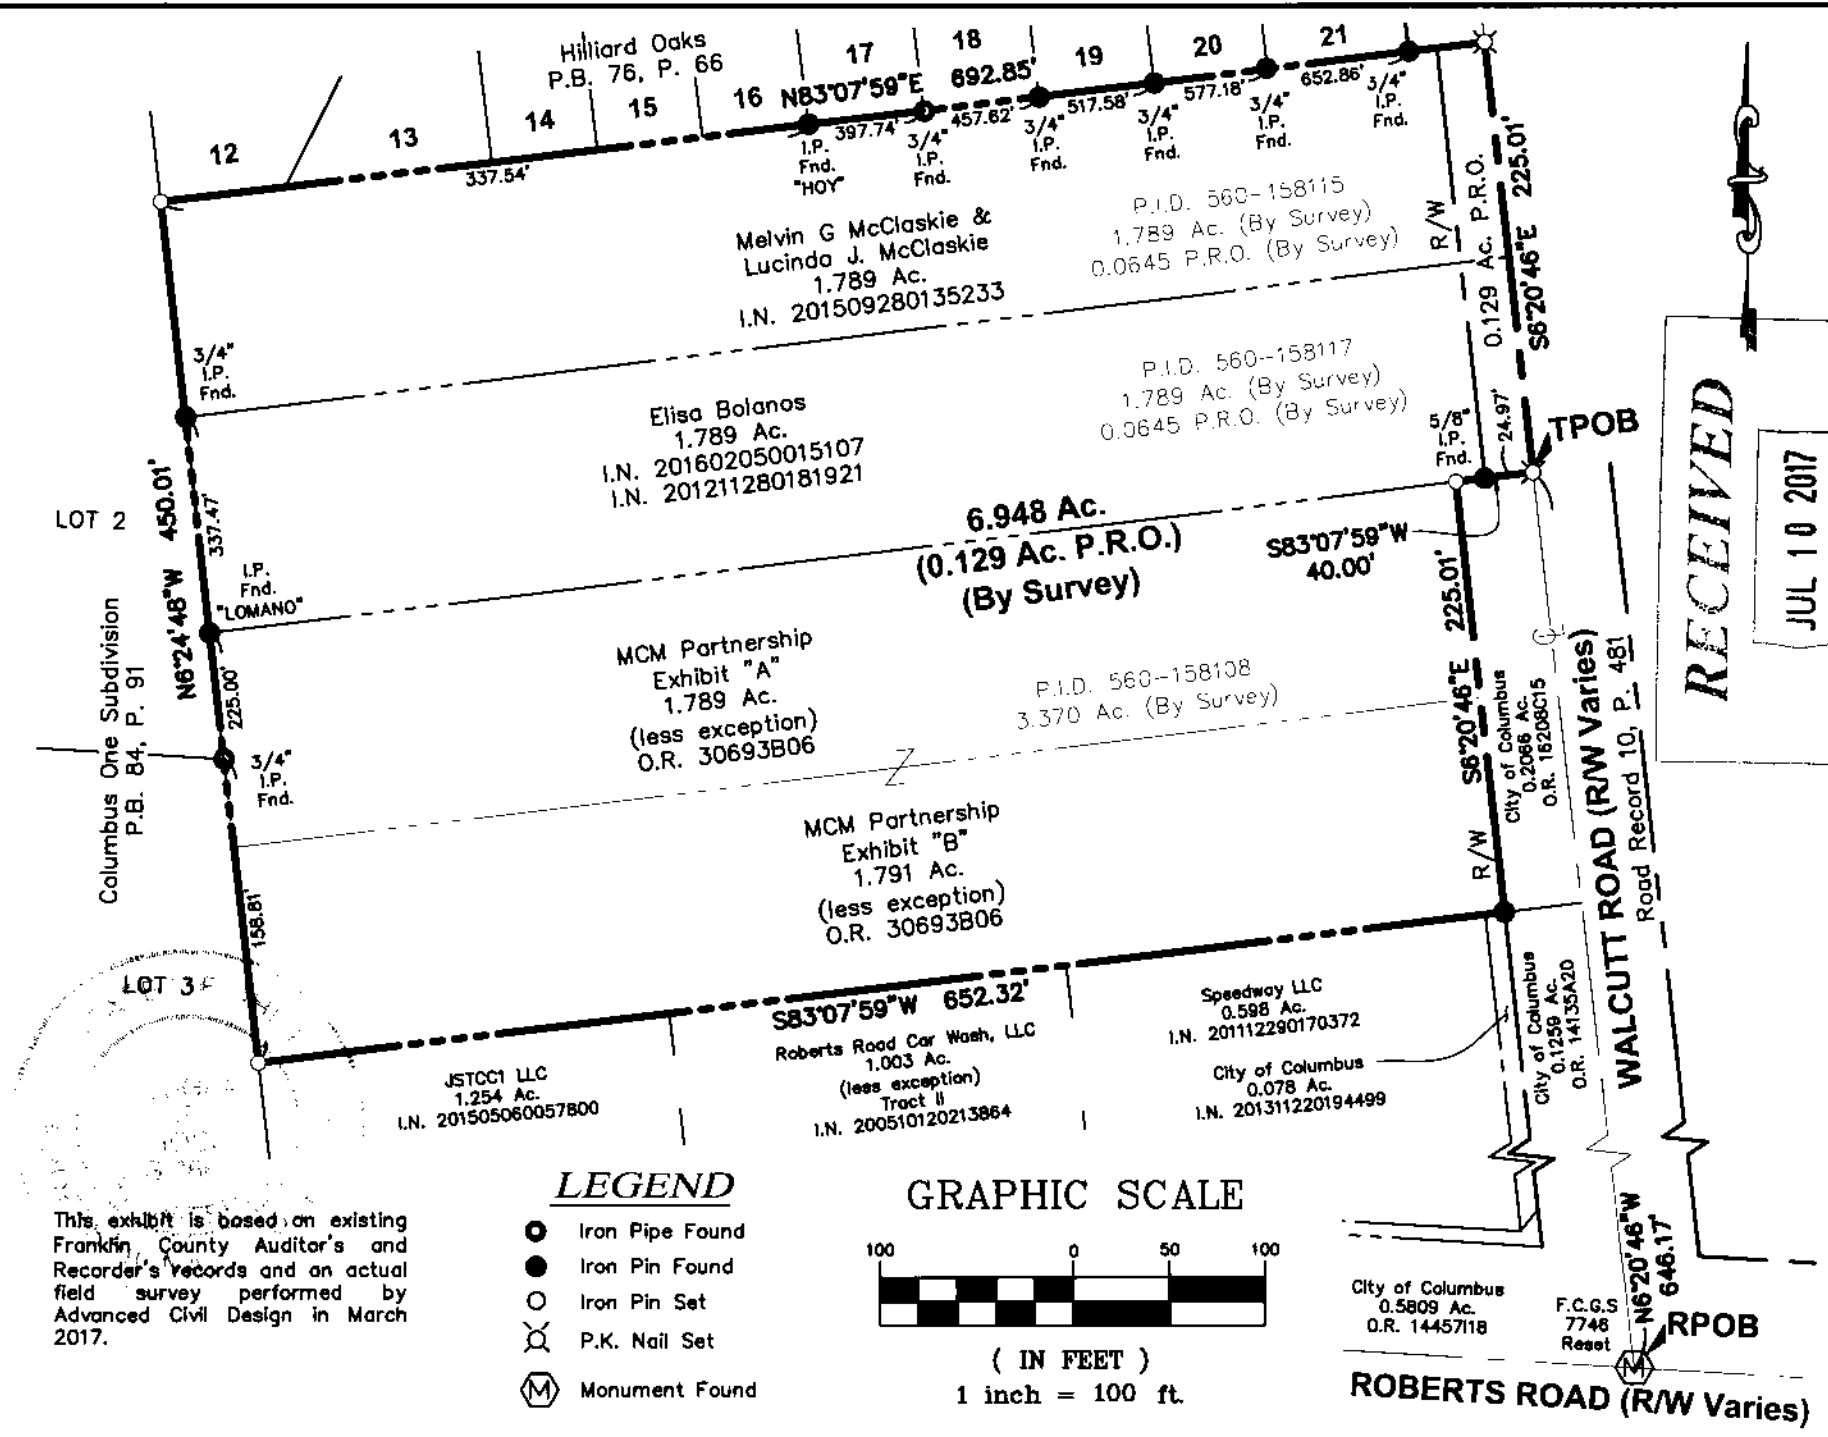 Hilliard Oaks
P.B. 76, P. 66
12
13
14
15
16
17
18
19
20
21
N83°07'59"E 692.85'
337.54'
397.74'
457.62'
517.58'
577.18'
652.86'
I.P.
Fnd.
"HOY"
3/4"
I.P.
Fnd.
3/4"
I.P.
Fnd.
3/4"
I.P.
Fnd.
3/4"
I.P.
Fnd.
3/4"
I.P.
Fnd.
Melvin G McClaskie &
Lucinda J. McClaskie
1.789 Ac.
I.N. 201509280135233
P.I.D. 560-158115
1.789 Ac. (By Survey)
0.0645 P.R.O. (By Survey)
R/W
0.129 Ac. P.R.O.
S6°20'46"E 225.01'
3/4"
I.P.
Fnd.
Elisa Bolanos
1.789 Ac.
I.N. 201602050015107
I.N. 201211280181921
P.I.D. 560-158117
1.789 Ac. (By Survey)
0.0645 P.R.O. (By Survey)
5/8"
I.P.
Fnd.
24.97'
TPOB
RECEIVED
JUL 10 2017
LOT 2
N6°24'48"W 450.01'
337.47'
6.948 Ac.
(0.129 Ac. P.R.O.)
(By Survey)
S83°07'59"W
40.00'
I.P.
Fnd.
"LOMANO"
225.00'
Columbus One Subdivision
P.B. 84, P. 91
3/4"
I.P.
Fnd.
MCM Partnership
Exhibit "A"
1.789 Ac.
(less exception)
O.R. 30693B06
P.I.D. 560-158108
3.370 Ac. (By Survey)
S6°20'46"E 225.01'
R/W
City of Columbus
0.2066 Ac.
O.R. 16208C15
WALCUTT ROAD (R/W Varies)
Road Record 10, P. 481
MCM Partnership
Exhibit "B"
1.791 Ac.
(less exception)
O.R. 30693B06
158.81'
LOT 3
S83°07'59"W 652.32'
JSTCC1 LLC
1.254 Ac.
I.N. 201505060057800
Roberts Road Car Wash, LLC
1.003 Ac.
(less exception)
Tract II
I.N. 200510120213864
Speedway LLC
0.598 Ac.
I.N. 201112290170372
City of Columbus
0.078 Ac.
I.N. 201311220194499
City of Columbus
0.1259 Ac.
O.R. 14135A20
This exhibit is based on existing
Franklin County Auditor's and
Recorder's records and an actual
field survey performed by
Advanced Civil Design in March
2017.
LEGEND
Iron Pipe Found
Iron Pin Found
Iron Pin Set
P.K. Nail Set
M Monument Found
GRAPHIC SCALE
100 0 50 100
( IN FEET )
1 inch = 100 ft.
City of Columbus
0.5809 Ac.
O.R. 14457I18
F.C.G.S
7746
Reset
N6°20'46"W
646.17'
RPOB
M
ROBERTS ROAD (R/W Varies)